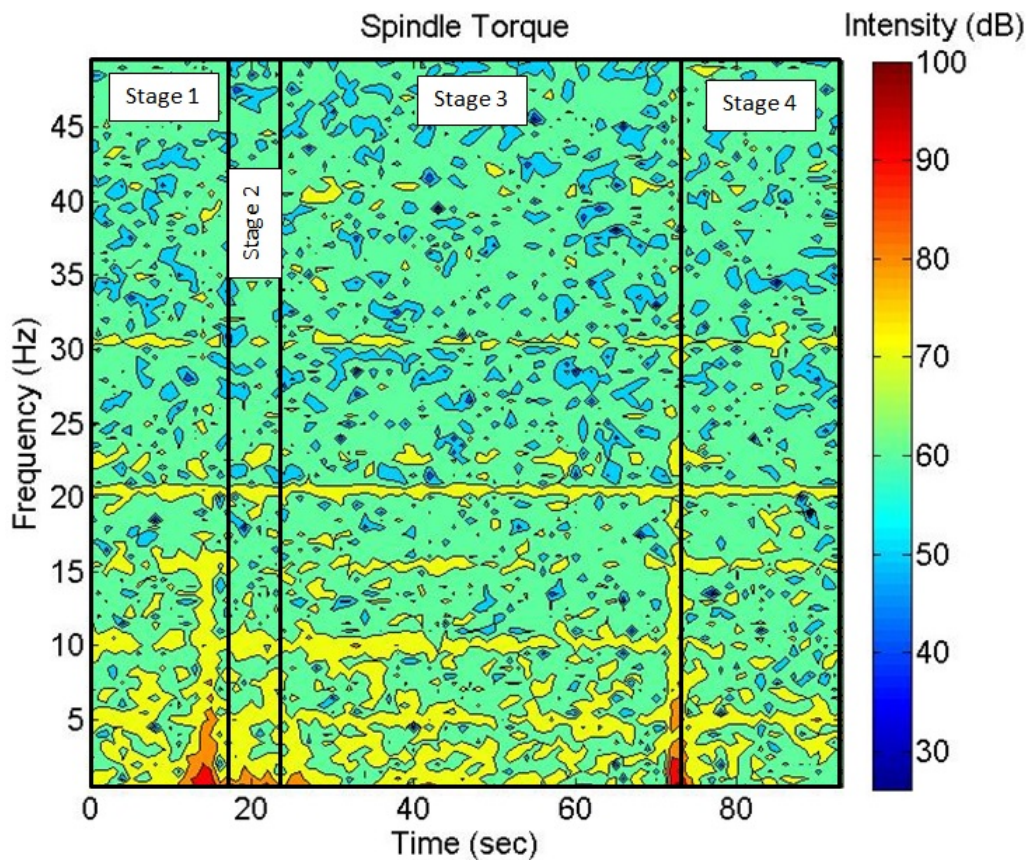 Spindle Torque
Intensity (dB)
Stage 1
Stage 2
Stage 3
Stage 4
45
40
35
30
25
20
15
10
5
Frequency (Hz)
0
20
40
60
80
Time (sec)
100
90
80
70
60
50
40
30